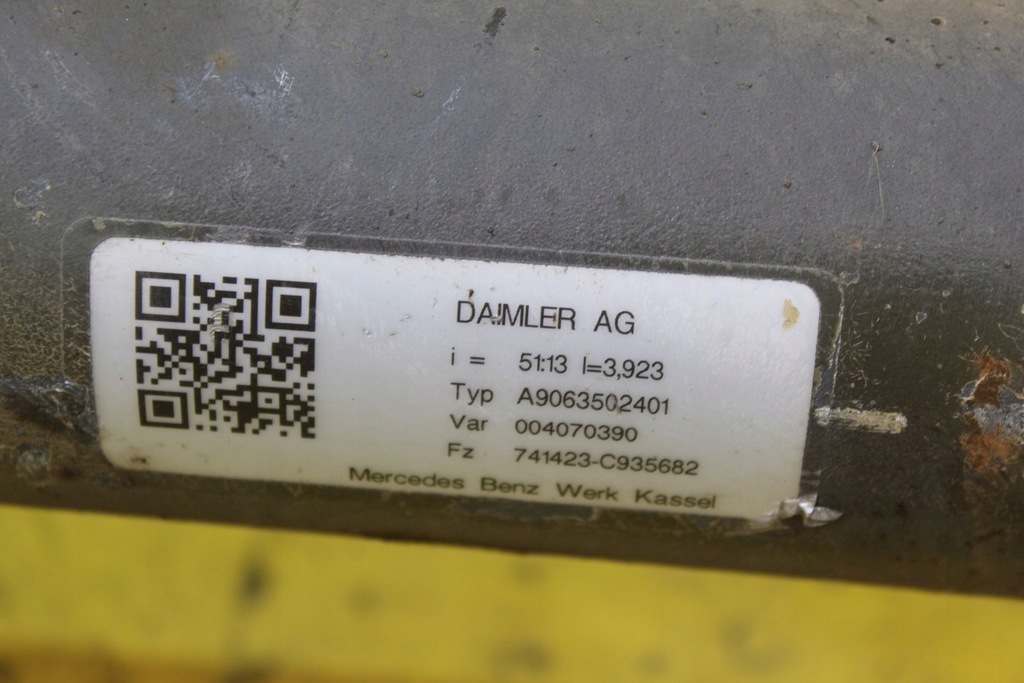 DAIMLER AG
i = 51:13 I=3,923
Typ A9063502401
Var 004070390
Fz 741423-C935682
Mercedes Benz Werk Kassel